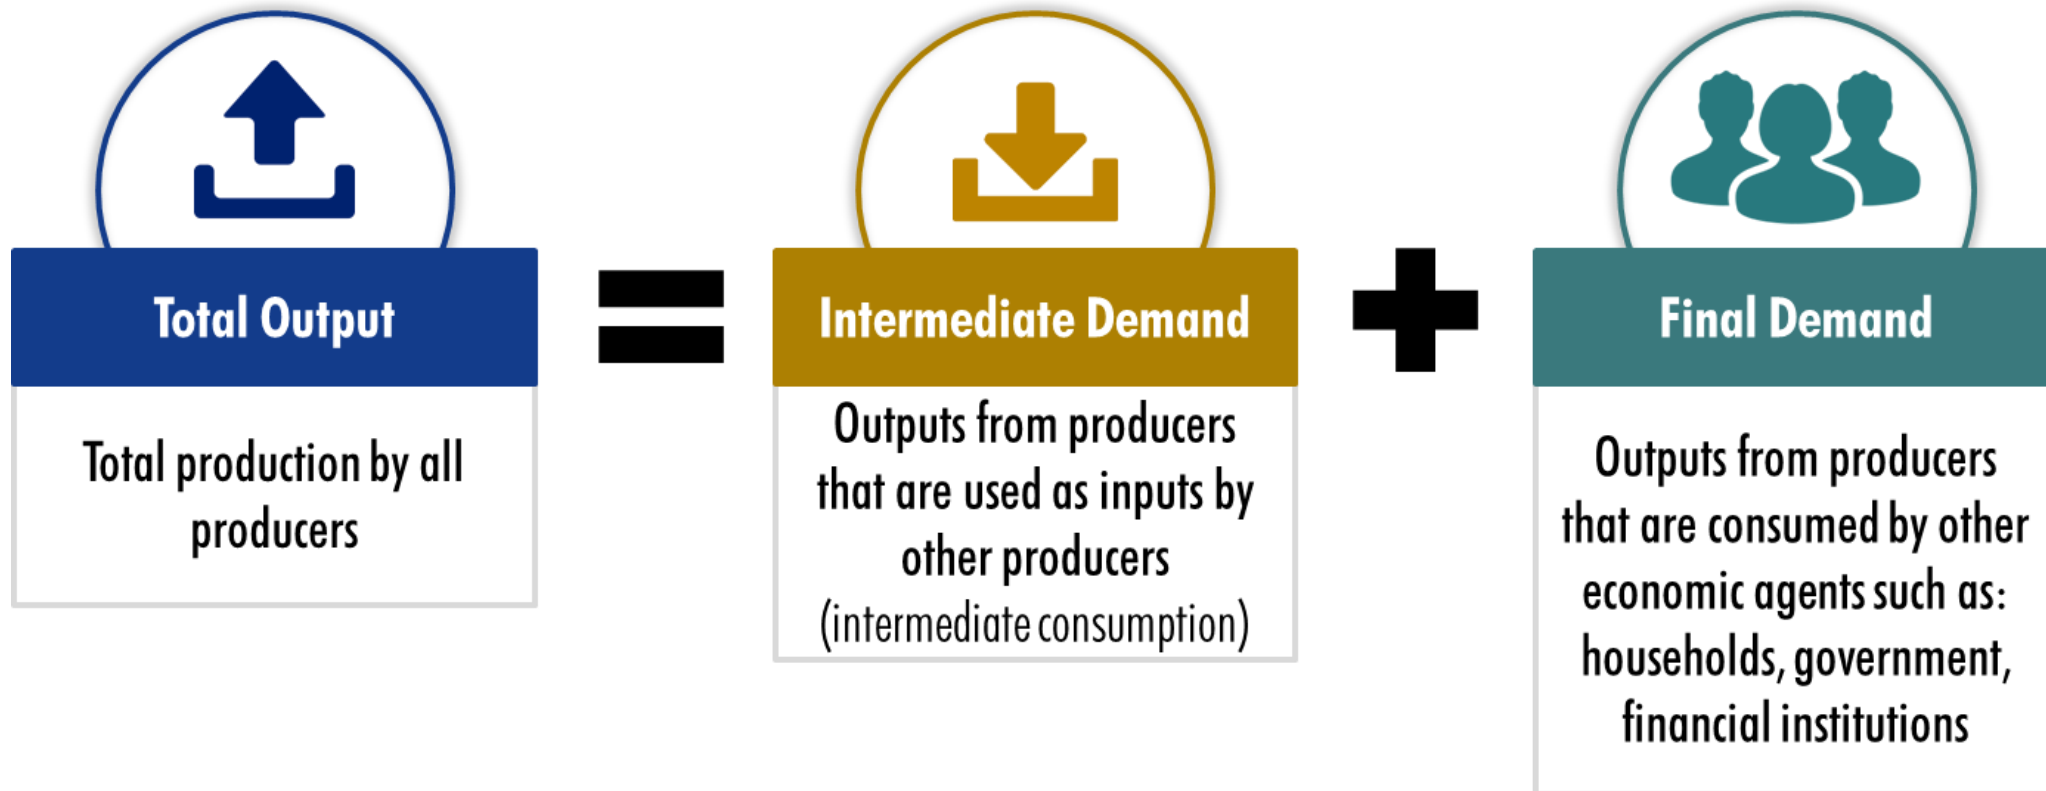 Total Output
Total production by all
producers
Intermediate Demand
Outputs from producers
that are used as inputs by
other producers
(intermediate consumption)
Final Demand
Outputs from producers
that are consumed by other
economic agents such as:
households, government,
financial institutions